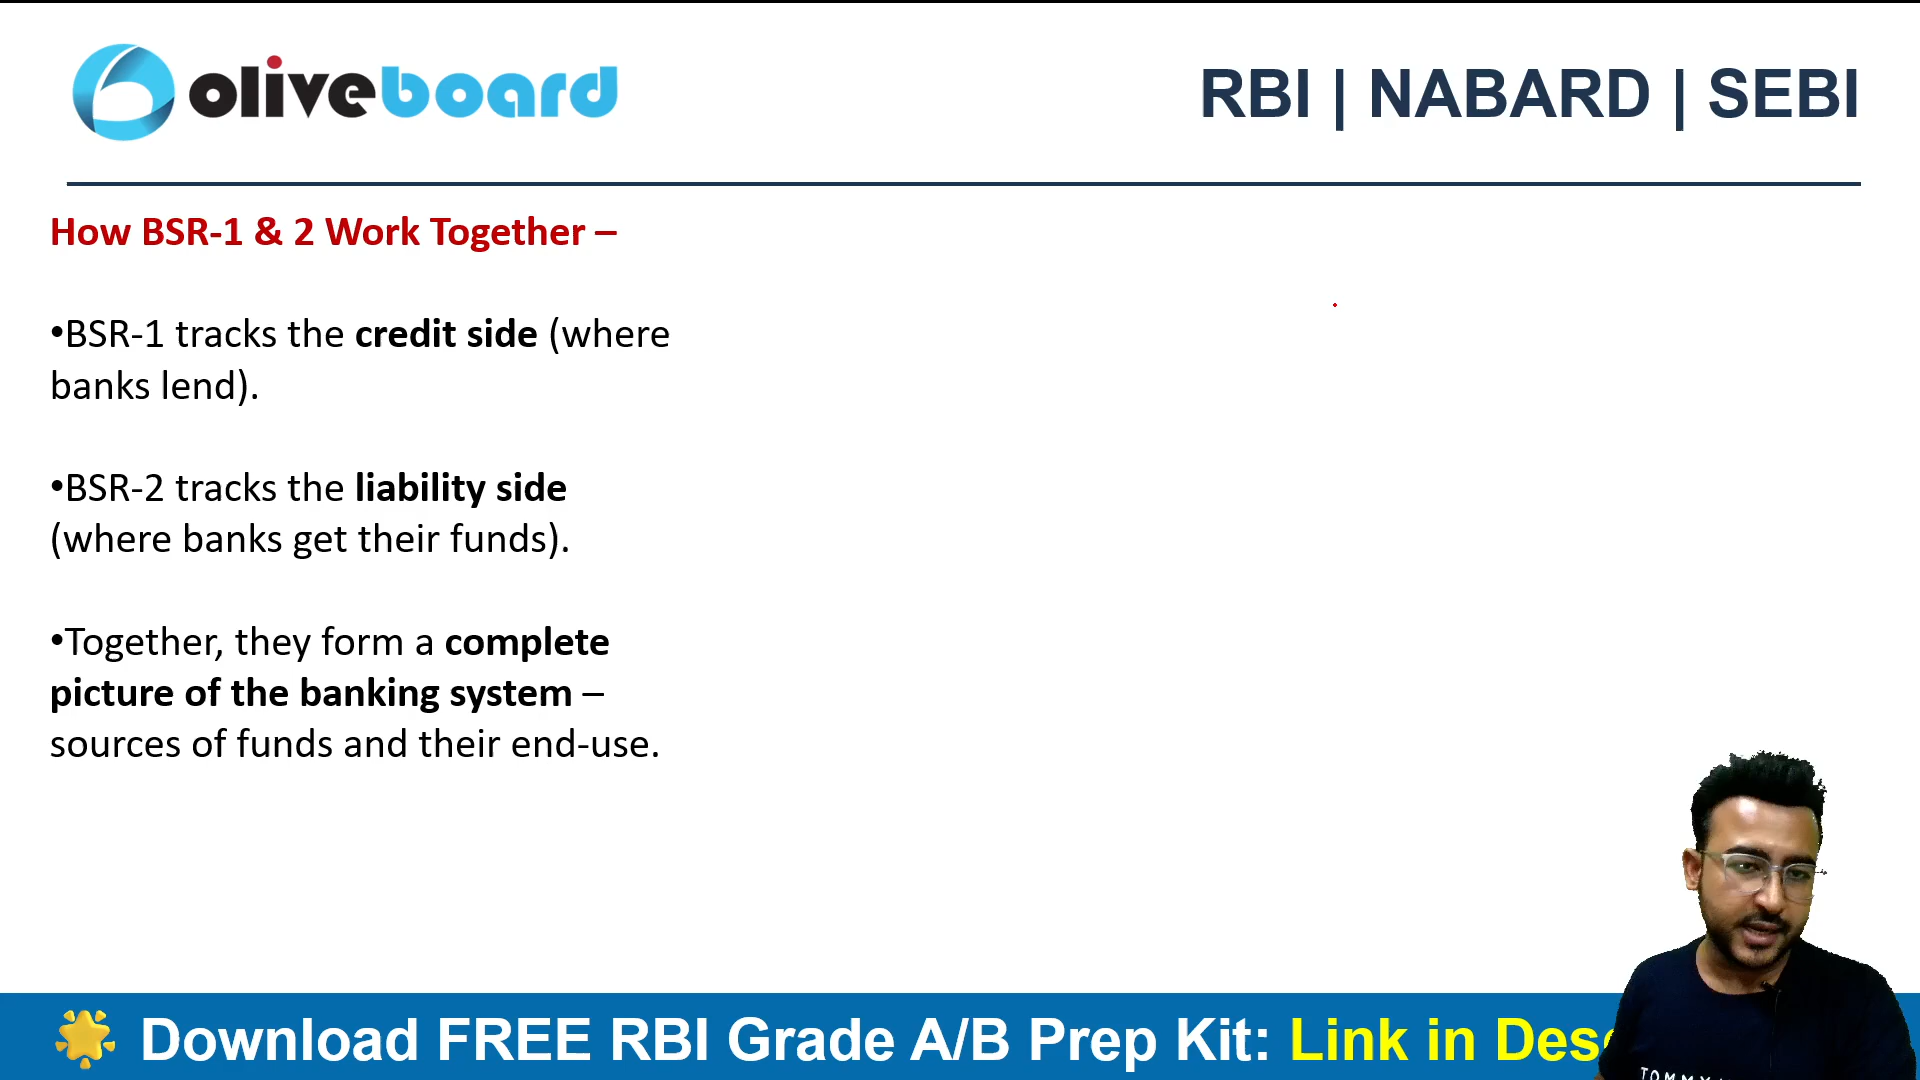 oliveboard
RBI | NABARD | SEBI
How BSR-1 & 2 Work Together –
•BSR-1 tracks the credit side (where
banks lend).
•BSR-2 tracks the liability side
(where banks get their funds).
•Together, they form a complete
picture of the banking system –
sources of funds and their end-use.
Download FREE RBI Grade A/B Prep Kit: Link in